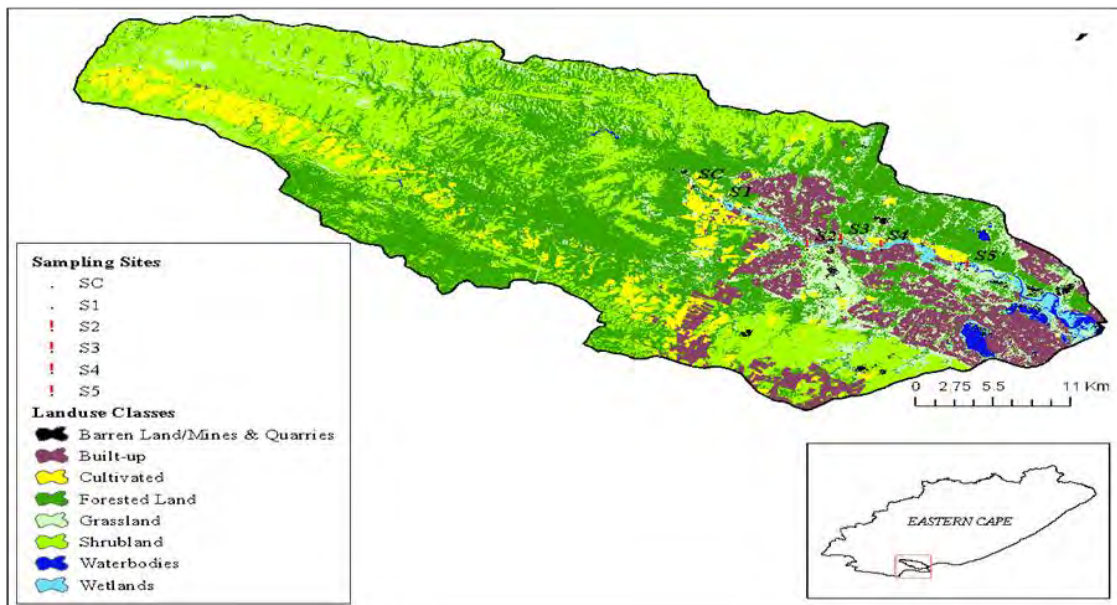 SC
S1
S2
S3
S4
S5
Sampling Sites
SC
S1
S2
S3
S4
S5
Landuse Classes
Barren Land/Mines & Quarries
Built-up
Cultivated
Forested Land
Grassland
Shrubland
Waterbodies
Wetlands
0 2.75 5.5 11 Km
EASTERN CAPE